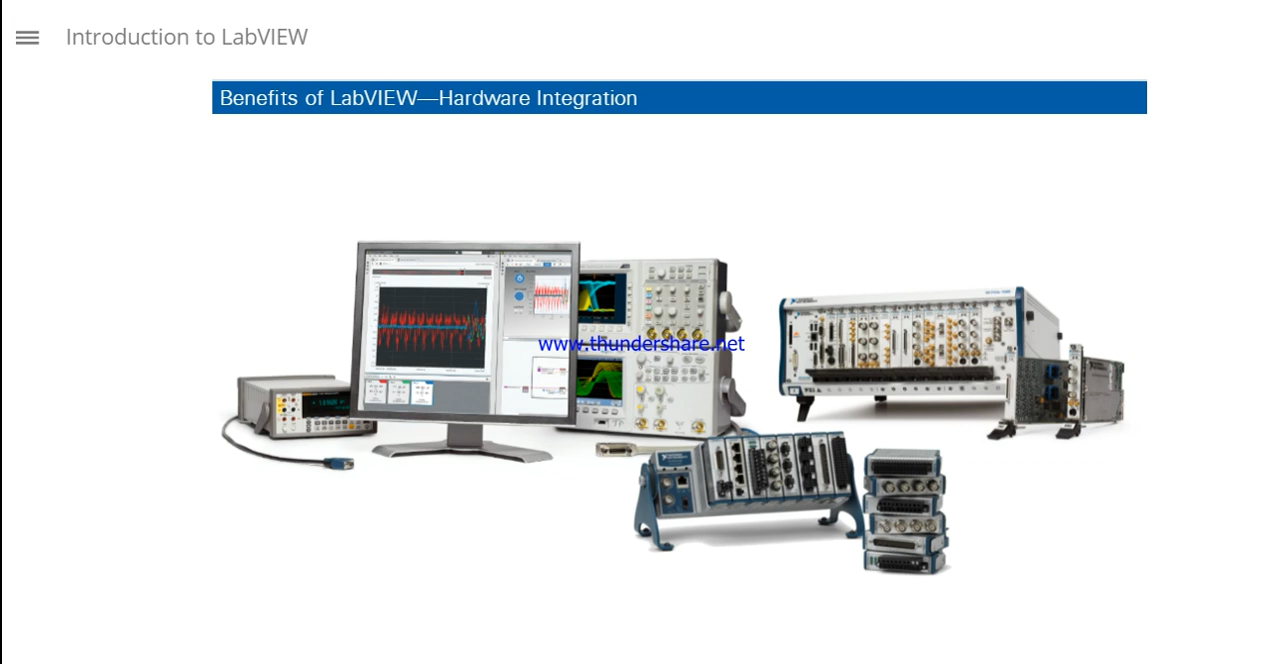 Introduction to LabVIEW
Benefits of LabVIEW—Hardware Integration
www.thundershare.net